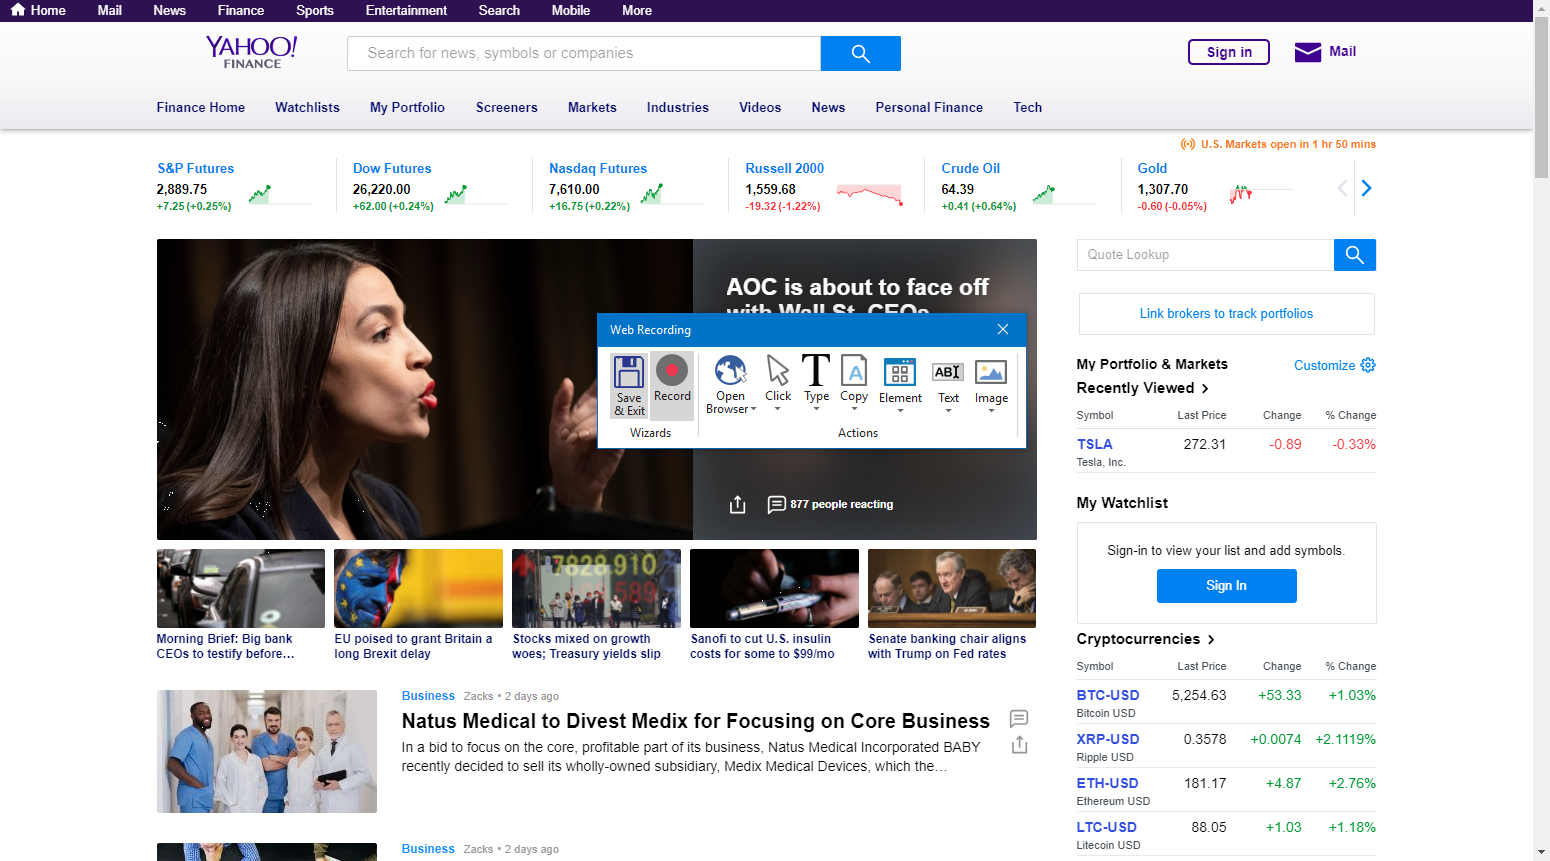 Home Mail News Finance Sports Entertainment Search Mobile More
YAHOO!
FINANCE
Search for news, symbols or companies
Sign in
Mail
Finance Home Watchlists My Portfolio Screeners Markets Industries Videos News Personal Finance Tech
U.S. Markets open in 1 hr 50 mins
S&P Futures
2,889.75
+7.25 (+0.25%)
Dow Futures
26,220.00
+62.00 (+0.24%)
Nasdaq Futures
7,610.00
+16.75 (+0.22%)
Russell 2000
1,559.68
-19.32 (-1.22%)
Crude Oil
64.39
+0.41 (+0.64%)
Gold
1,307.70
-0.60 (-0.05%)
AOC is about to face off
with Wall St. CEOs
Web Recording
Save
& Exit
Record
Wizards
Open
Browser
Click
Type
Copy
Element
AB
Text
Image
Actions
877 people reacting
7828.910
589
Morning Brief: Big bank
CEOs to testify before...
EU poised to grant Britain a
long Brexit delay
Stocks mixed on growth
woes; Treasury yields slip
Sanofi to cut U.S. insulin
costs for some to $99/mo
Senate banking chair aligns
with Trump on Fed rates
Business Zacks • 2 days ago
Natus Medical to Divest Medix for Focusing on Core Business
In a bid to focus on the core, profitable part of its business, Natus Medical Incorporated BABY
recently decided to sell its wholly-owned subsidiary, Medix Medical Devices, which the...
Business Zacks • 2 days ago
Quote Lookup
Link brokers to track portfolios
My Portfolio & Markets
Customize
Recently Viewed
Symbol Last Price Change % Change
TSLA 272.31 -0.89 -0.33%
Tesla, Inc.
My Watchlist
Sign-in to view your list and add symbols.
Sign In
Cryptocurrencies
Symbol Last Price Change % Change
BTC-USD 5,254.63 +53.33 +1.03%
Bitcoin USD
XRP-USD 0.3578 +0.0074 +2.1119%
Ripple USD
ETH-USD 181.17 +4.87 +2.76%
Ethereum USD
LTC-USD 88.05 +1.03 +1.18%
Litecoin USD